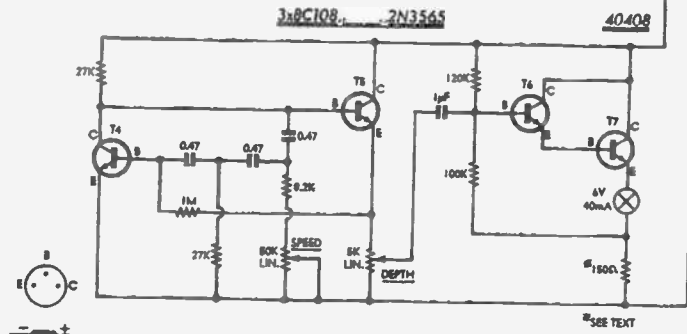 3xBC108,.......2N3565
40408
27K
T5
B
C
E
120K
1µF
T6
B
C
E
T7
B
C
E
T4
C
B
E
0.47
0.47
0.47
8.2K
100K
6V
40mA
1M
27K
50K
LIN.
SPEED
5K
LIN.
DEPTH
*150Ω
B
E
C
- +
*SEE TEXT